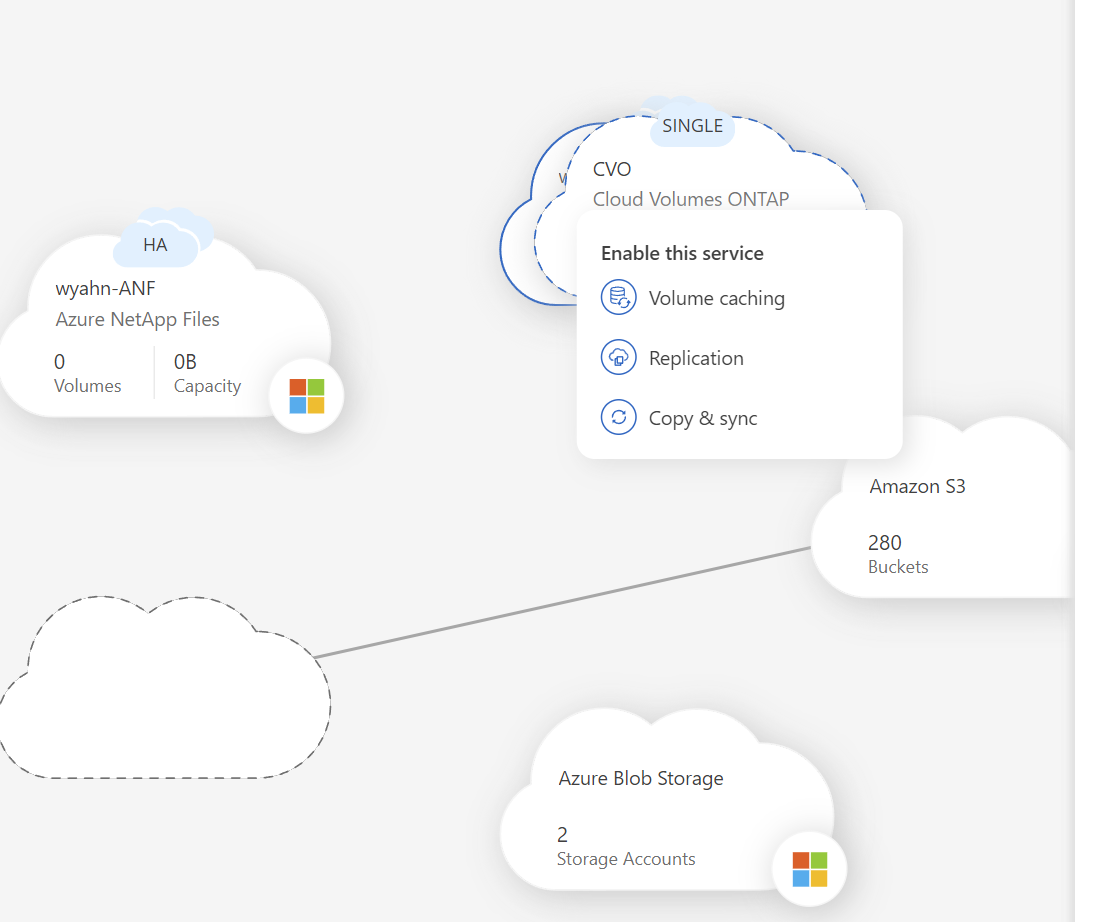 SINGLE
CVO
Cloud Volumes ONTAP
Enable this service
Volume caching
Replication
Copy & sync
HA
wyahn-ANF
Azure NetApp Files
0
Volumes
0B
Capacity
Amazon S3
280
Buckets
Azure Blob Storage
2
Storage Accounts